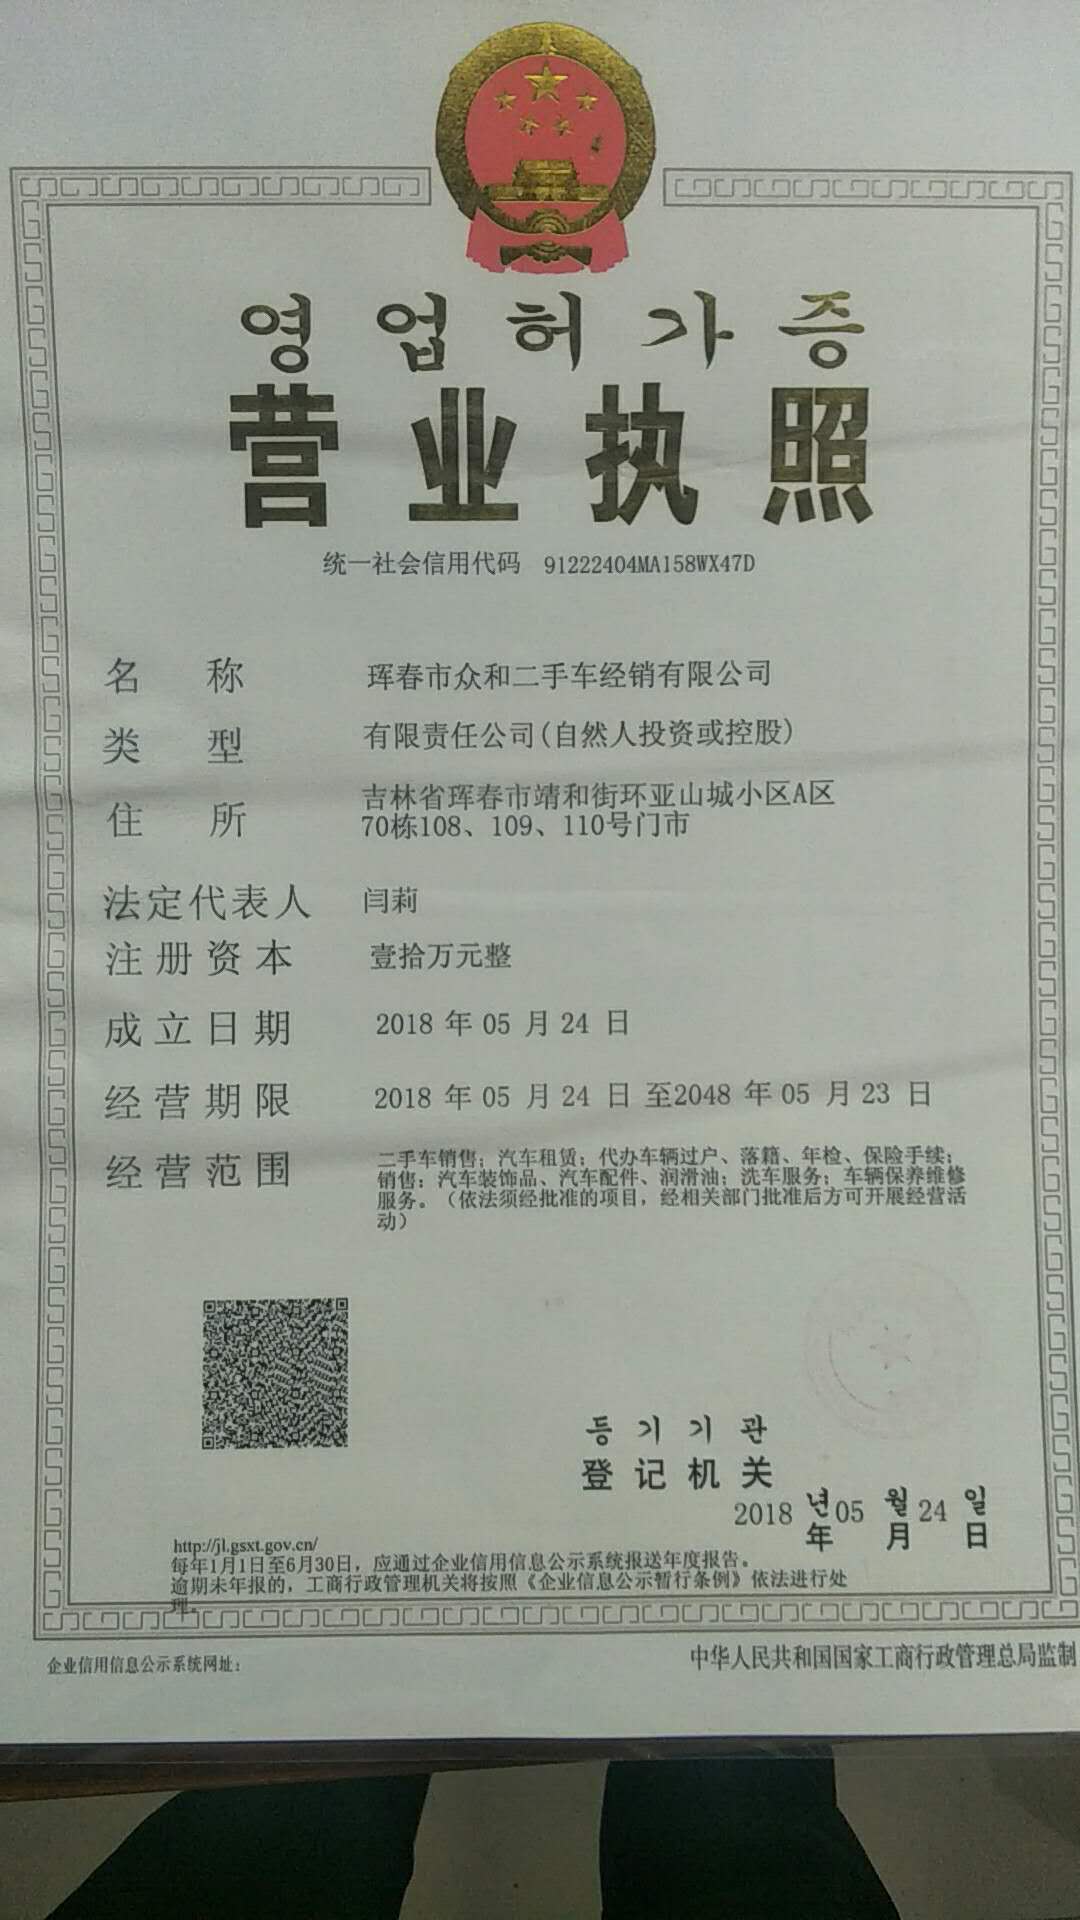 영업허가증
营业执照
统一社会信用代码 91222404MA158WX47D
名称 珲春市众和二手车经销有限公司
类型 有限责任公司(自然人投资或控股)
住所 吉林省珲春市靖和街环亚山城小区A区
70栋108、109、110号门市
法定代表人 闫莉
注册资本 壹拾万元整
成立日期 2018 年 05 月 24 日
经营期限 2018 年 05 月 24 日 至2048 年 05 月 23 日
经营范围 二手车销售；汽车租赁；代办车辆过户、落籍、年检、保险手续；
销售：汽车装饰品、汽车配件、润滑油；洗车服务；车辆保养维修
服务。（依法须经批准的项目，经相关部门批准后方可开展经营活
动）
등기기관
登记机关
년 월 일
2018 年 05 月 24 日
http://jl.gsxt.gov.cn/
每年1月1日至6月30日，应通过企业信用信息公示系统报送年度报告。
逾期未年报的，工商行政管理机关将按照《企业信息公示暂行条例》依法进行处
理。
企业信用信息公示系统网址：
中华人民共和国国家工商行政管理总局监制